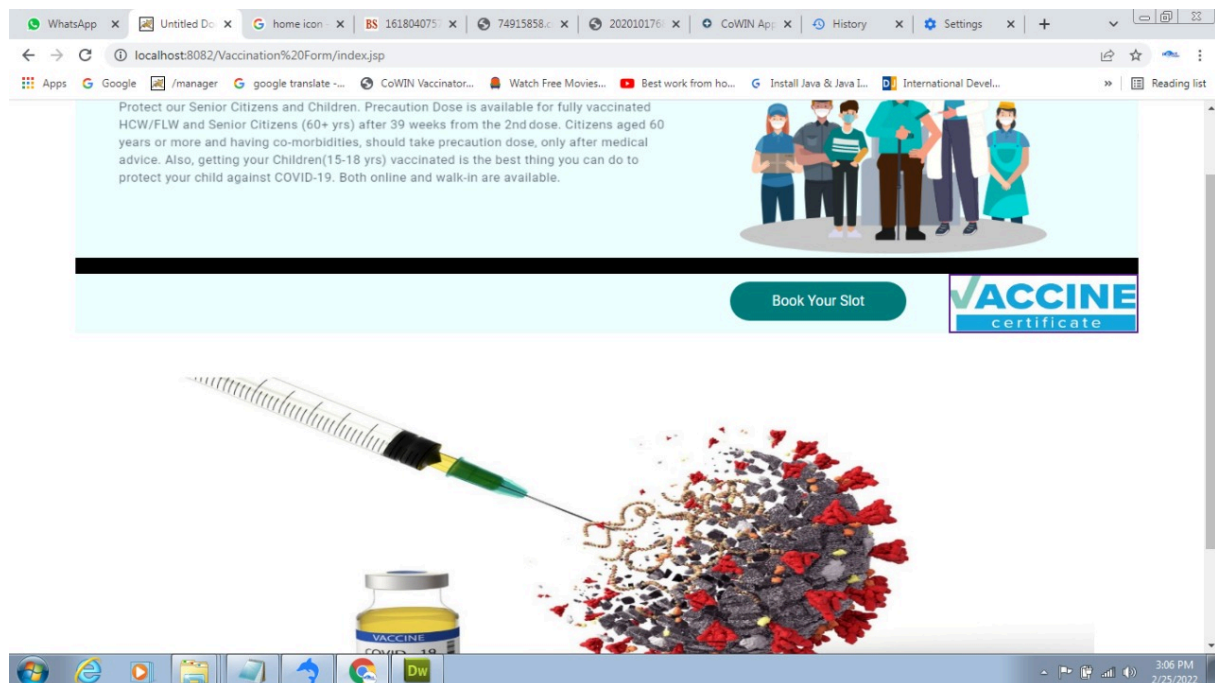 WhatsApp Untitled Do G home icon - BS 161804075 74915858.c 202010176 CoWIN App History Settings
localhost:8082/Vaccination%20Form/index.jsp
Apps Google /manager google translate -... CoWIN Vaccinator... Watch Free Movies... Best work from ho... Install Java & Java I... DJ International Devel... » Reading list
Protect our Senior Citizens and Children. Precaution Dose is available for fully vaccinated
HCW/FLW and Senior Citizens (60+ yrs) after 39 weeks from the 2nd dose. Citizens aged 60
years or more and having co-morbidities, should take precaution dose, only after medical
advice. Also, getting your Children(15-18 yrs) vaccinated is the best thing you can do to
protect your child against COVID-19. Both online and walk-in are available.
Book Your Slot
VACCINE
certificate
VACCINE
COVID-19
Dw
3:06 PM
2/25/2022